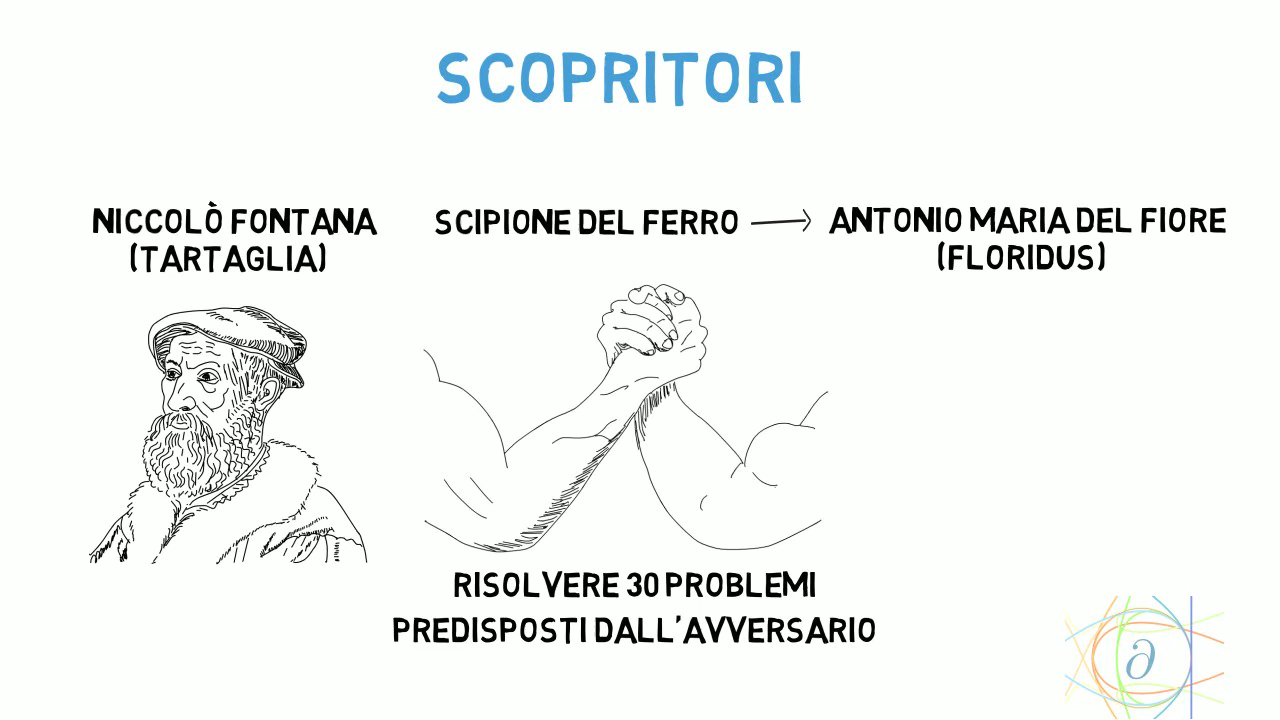 SCOPRITORI
NICCOLÒ FONTANA
(TARTAGLIA)
SCIPIONE DEL FERRO → ANTONIO MARIA DEL FIORE
(FLORIDUS)
RISOLVERE 30 PROBLEMI
PREDISPOSTI DALL'AVVERSARIO
∂